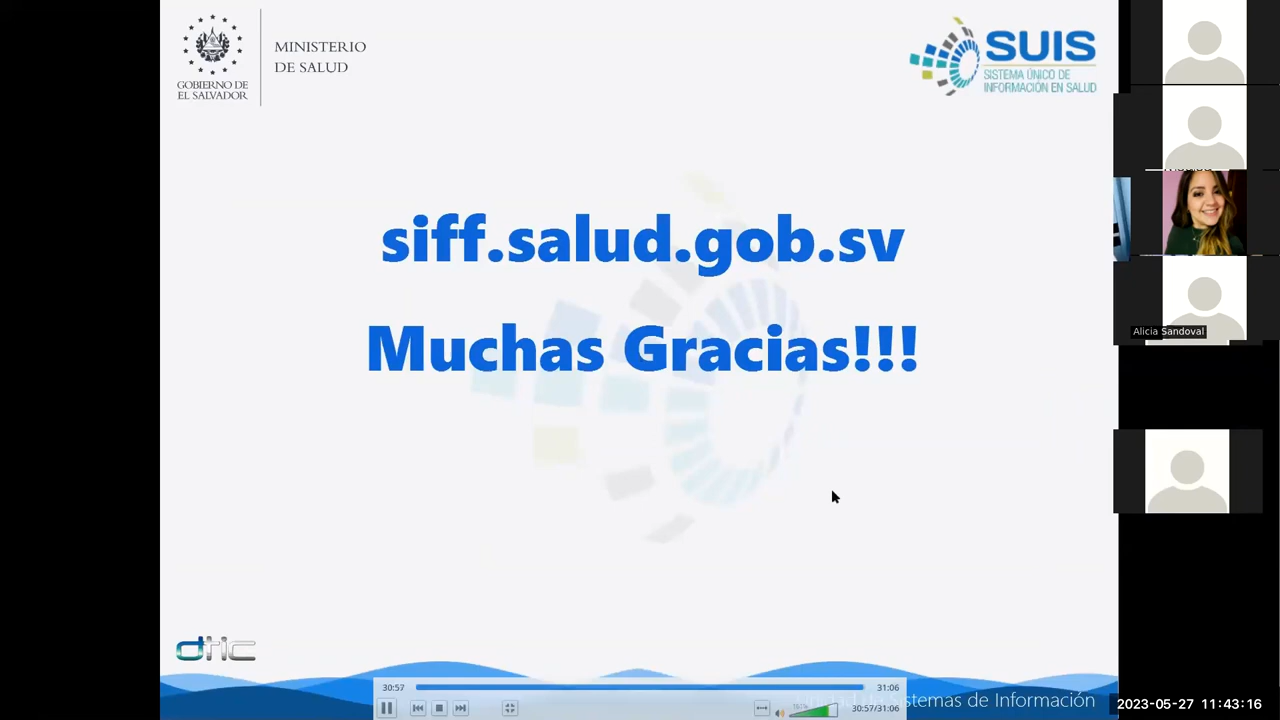 MINISTERIO
DE SALUD
GOBIERNO DE
EL SALVADOR
SUIS
SISTEMA ÚNICO DE
INFORMACIÓN EN SALUD
siff.salud.gob.sv
Muchas Gracias!!!
Alicia Sandoval
dtic
30:57
31:06
Sistemas de Información
30:57/31:06
2023-05-27 11:43:16